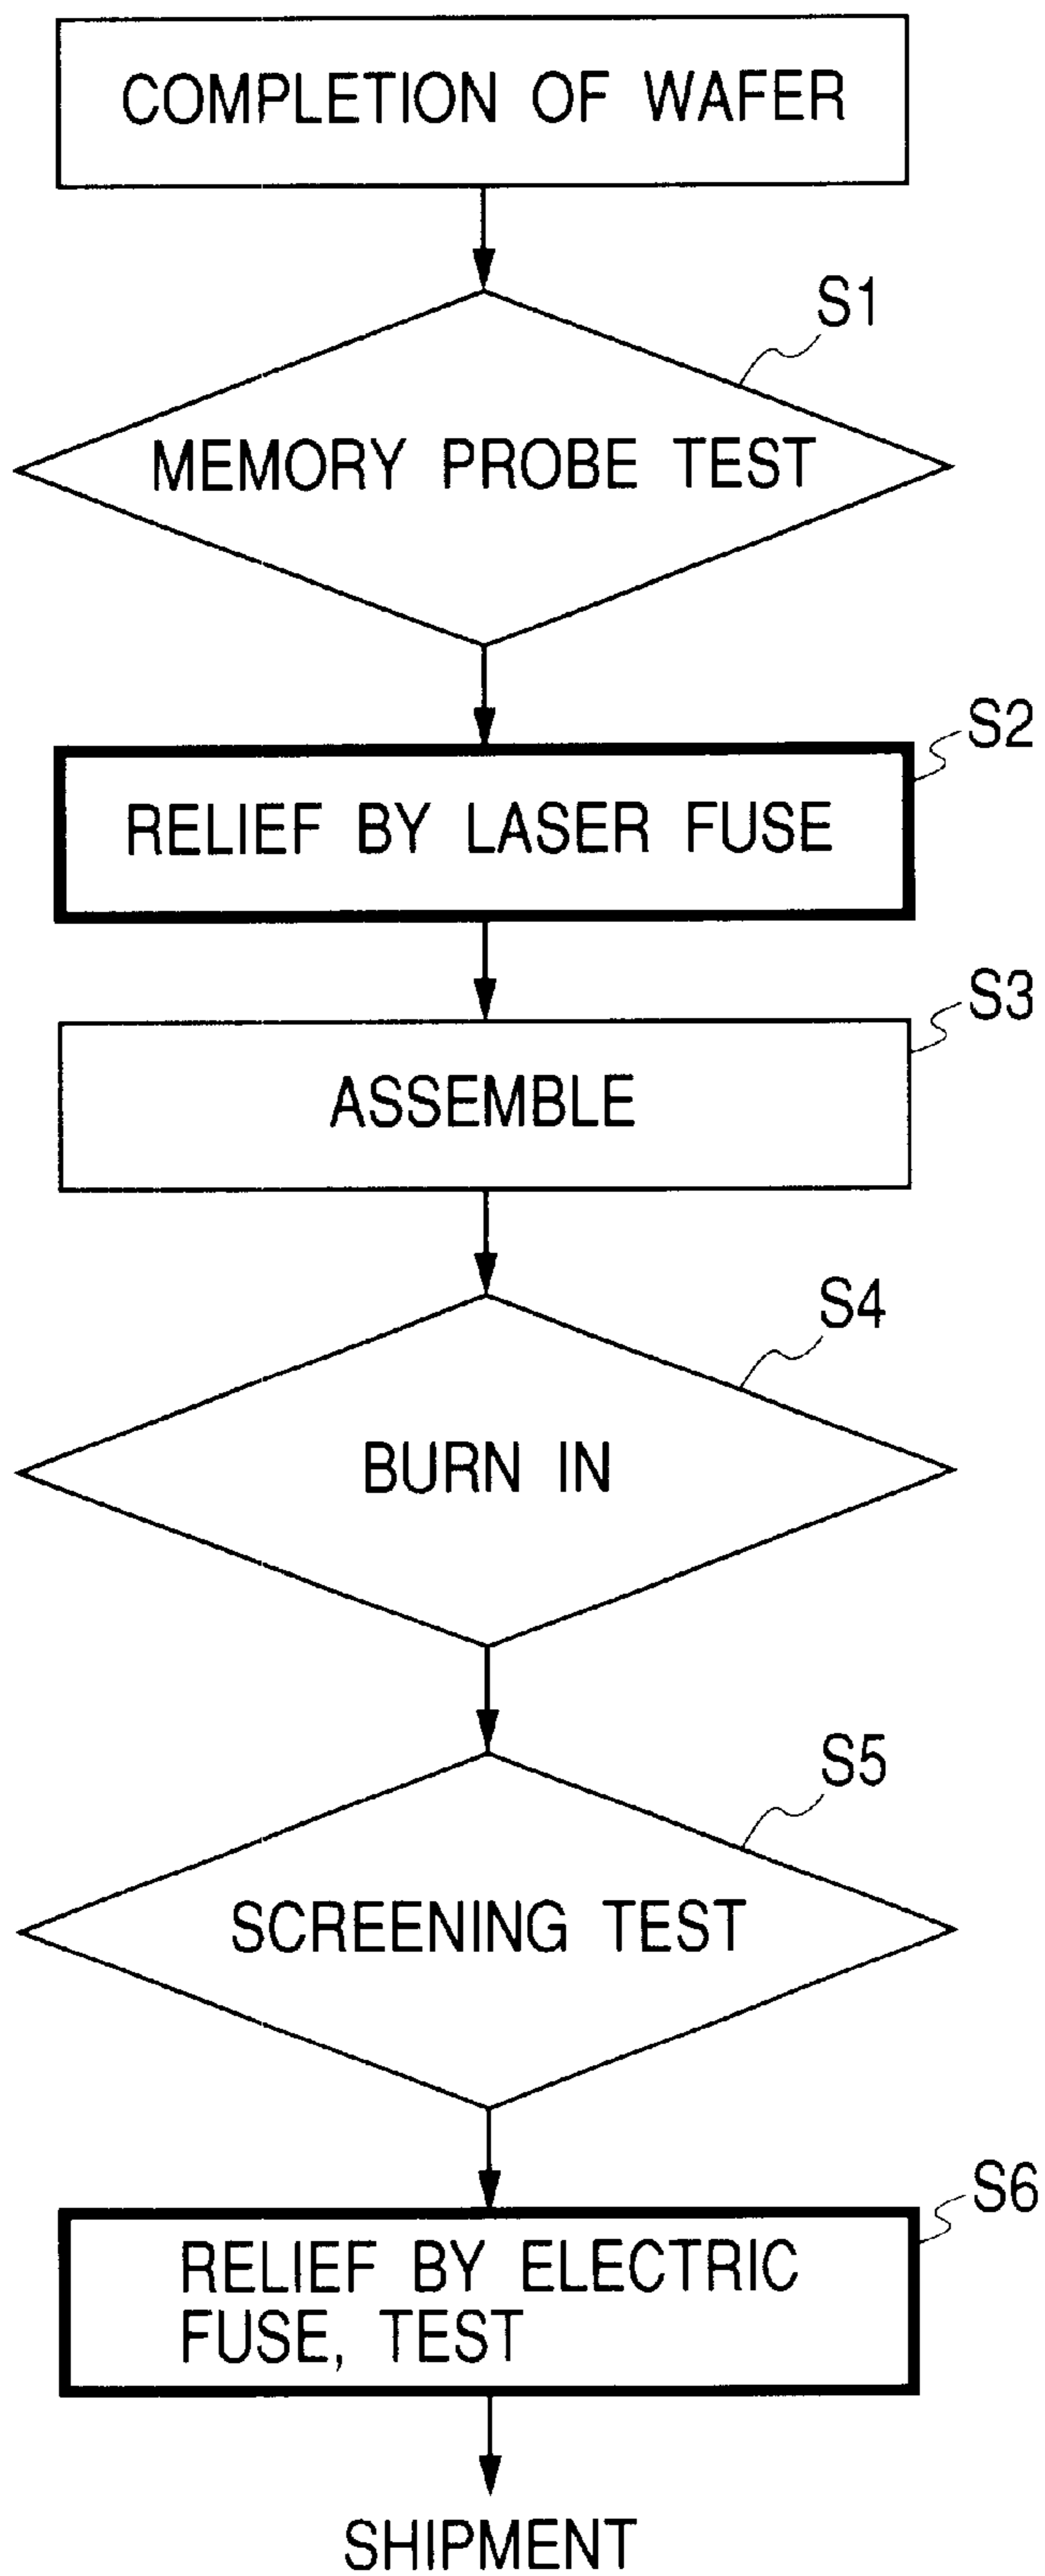 COMPLETION OF WAFER
S1
MEMORY PROBE TEST
S2
RELIEF BY LASER FUSE
S3
ASSEMBLE
S4
BURN IN
S5
SCREENING TEST
S6
RELIEF BY ELECTRIC
FUSE, TEST
SHIPMENT